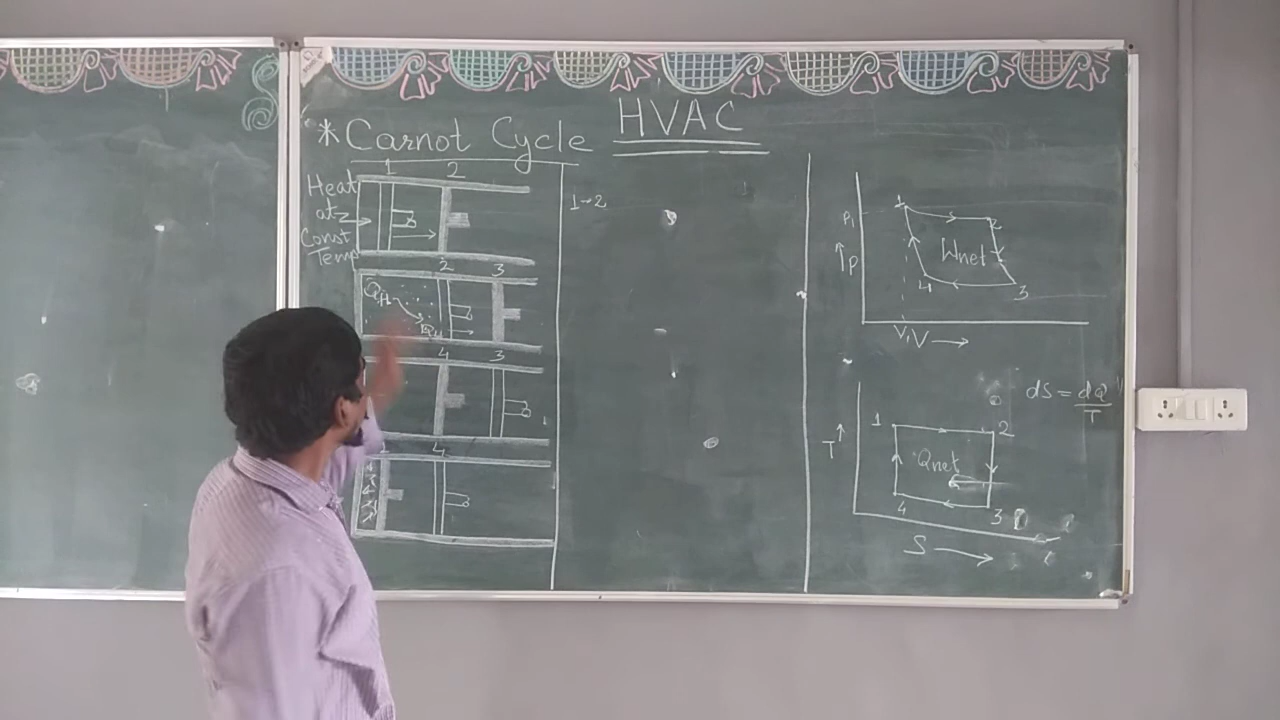 HVAC
* Carnot Cycle
1 2
Heat
at
Const
Temp
2 3
4 3
4
1→2
P1
1 2
Wnet
4 3
↑P
V1 V →
dS = dQ
T
1 2
T ↑
Qnet
4 3
S →